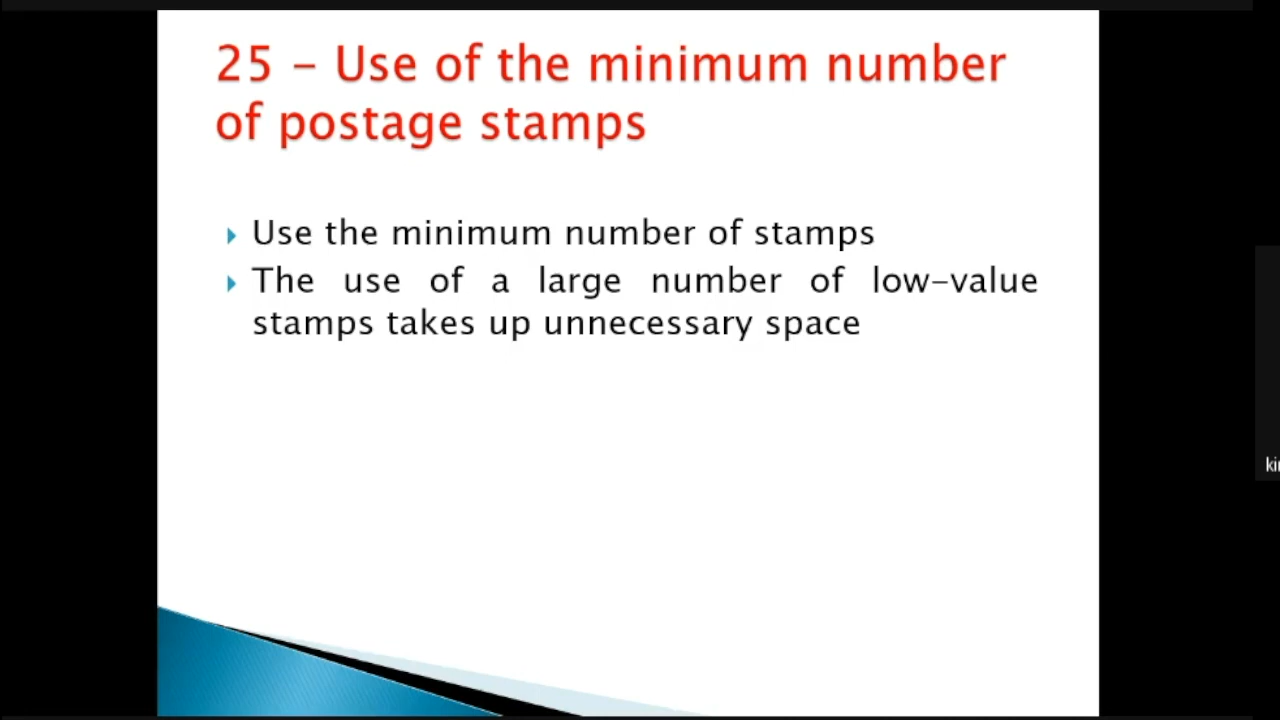 25 – Use of the minimum number
of postage stamps
Use the minimum number of stamps
The use of a large number of low-value
stamps takes up unnecessary space